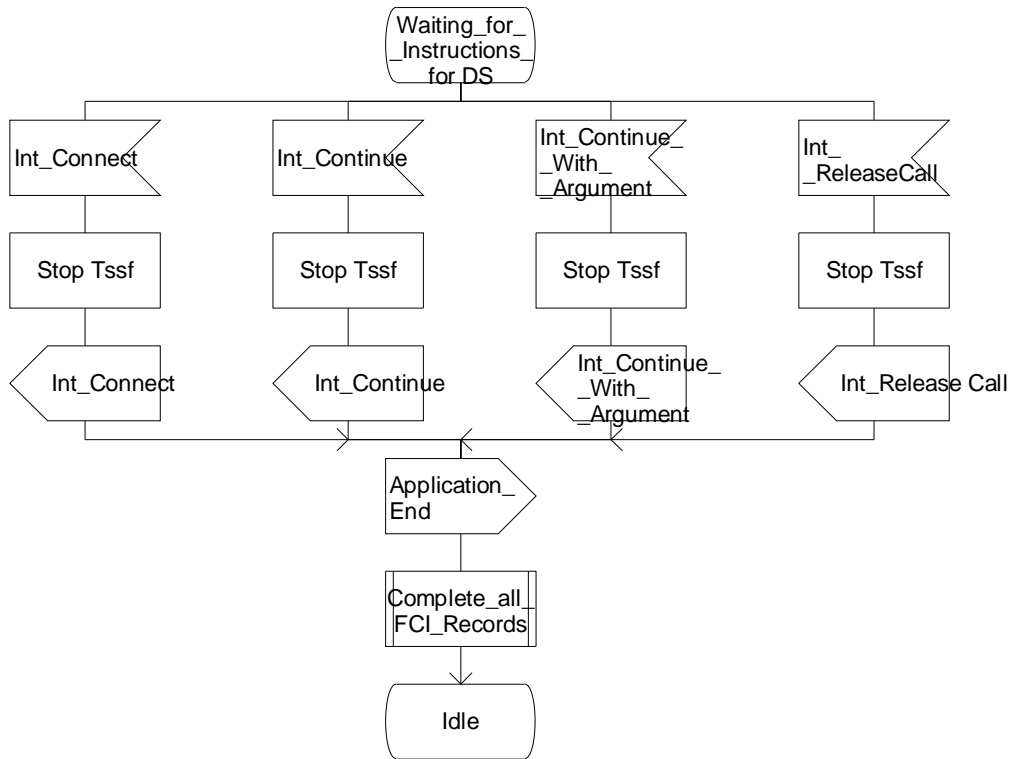 Waiting_for_
_Instructions_
for DS
Int_Connect
Int_Continue
Int_Continue_
_With_
_Argument
Int_
_ReleaseCall
Stop Tssf
Stop Tssf
Stop Tssf
Stop Tssf
Int_Connect
Int_Continue
Int_Continue_
_With_
_Argument
Int_Release Call
Application_
End
Complete_all_
_FCI_Records
Idle